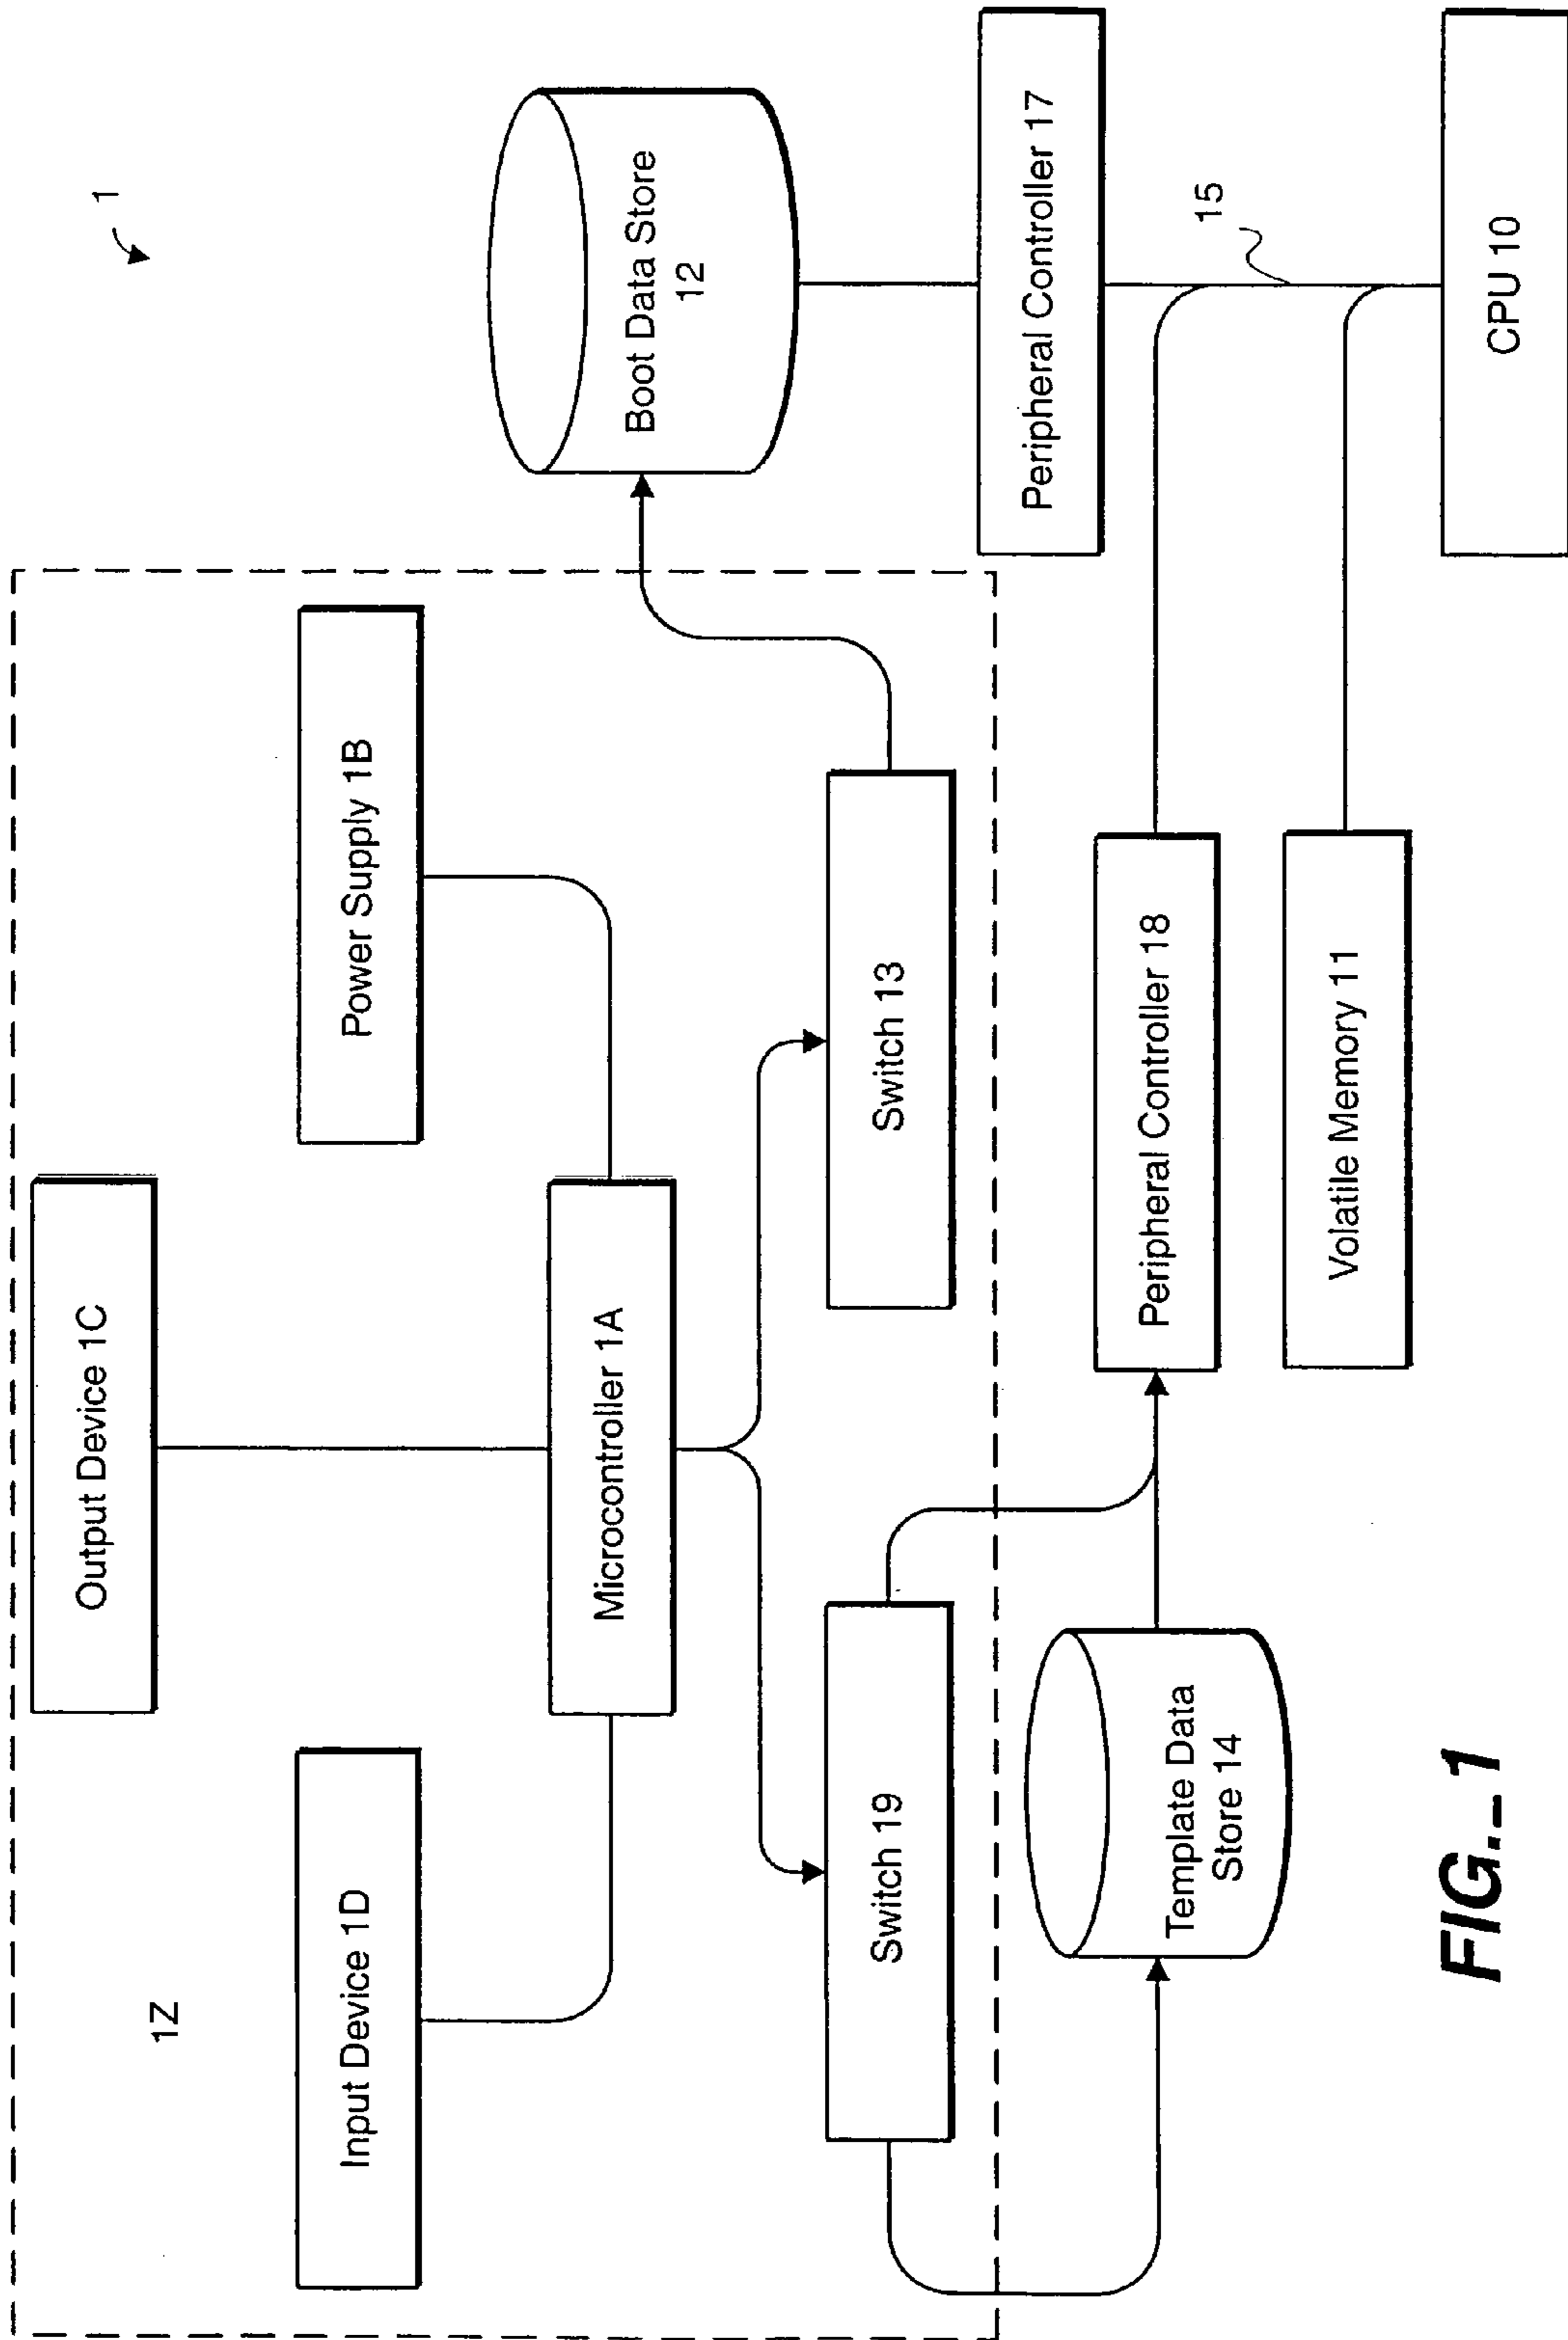 1
Output Device 1C
1Z
Input Device 1D
Power Supply 1B
Microcontroller 1A
Boot Data Store
12
Switch 19
Switch 13
Peripheral Controller 17
Template Data
Store 14
Peripheral Controller 18
15
Volatile Memory 11
CPU 10
FIG._1